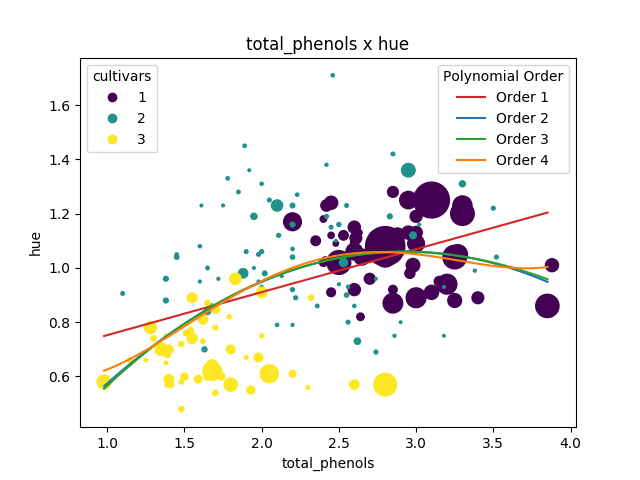 total_phenols x hue
cultivars
1
2
3
Polynomial Order
Order 1
Order 2
Order 3
Order 4
hue
1.6
1.4
1.2
1.0
0.8
0.6
1.0
1.5
2.0
2.5
3.0
3.5
4.0
total_phenols